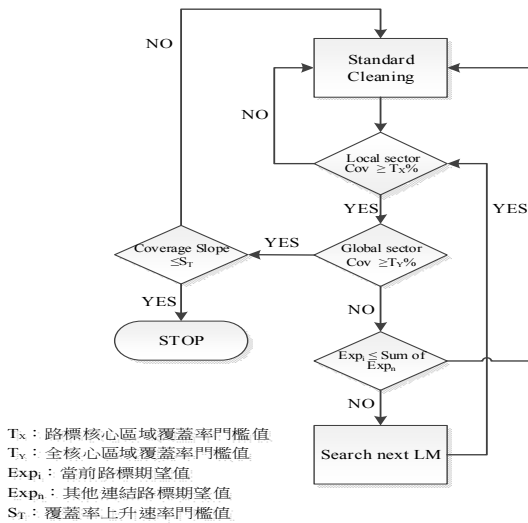 NO
Standard
Cleaning
NO
Local sector
Cov ≥ TX%
YES
YES
YES
Coverage Slope
≤ST
YES
Global sector
Cov ≥TY%
YES
NO
STOP
Expi ≤ Sum of
Expn
NO
Search next LM
TX：路標核心區域覆蓋率門檻值
TY：全核心區域覆蓋率門檻值
Expi：當前路標期望值
Expn：其他連結路標期望值
ST：覆蓋率上升速率門檻值